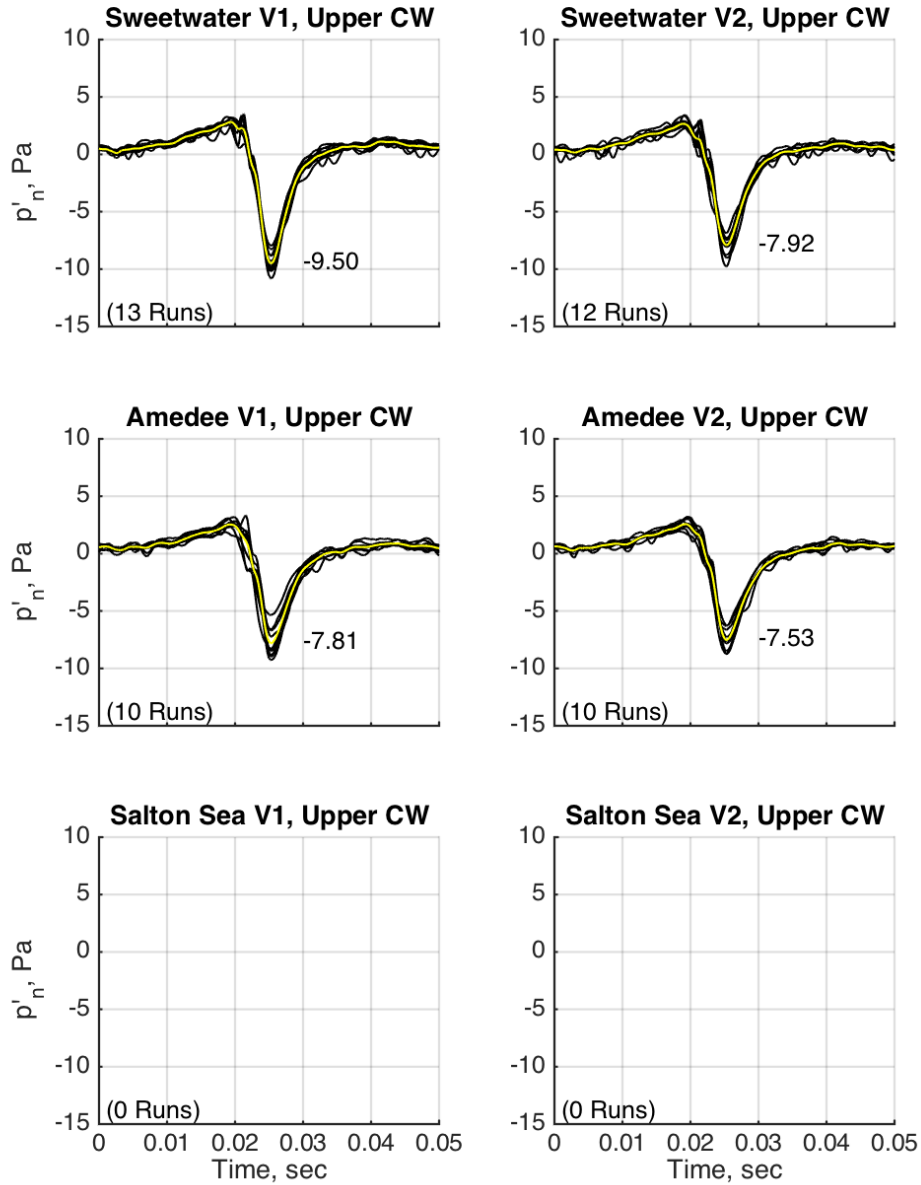 Sweetwater V1, Upper CW
10
5
0
-5
-10
-15
p'n, Pa
-9.50
(13 Runs)
Sweetwater V2, Upper CW
10
5
0
-5
-10
-15
-7.92
(12 Runs)
Amedee V1, Upper CW
10
5
0
-5
-10
-15
p'n, Pa
-7.81
(10 Runs)
Amedee V2, Upper CW
10
5
0
-5
-10
-15
-7.53
(10 Runs)
Salton Sea V1, Upper CW
10
5
0
-5
-10
-15
p'n, Pa
(0 Runs)
0 0.01 0.02 0.03 0.04 0.05
Time, sec
Salton Sea V2, Upper CW
10
5
0
-5
-10
-15
(0 Runs)
0 0.01 0.02 0.03 0.04 0.05
Time, sec